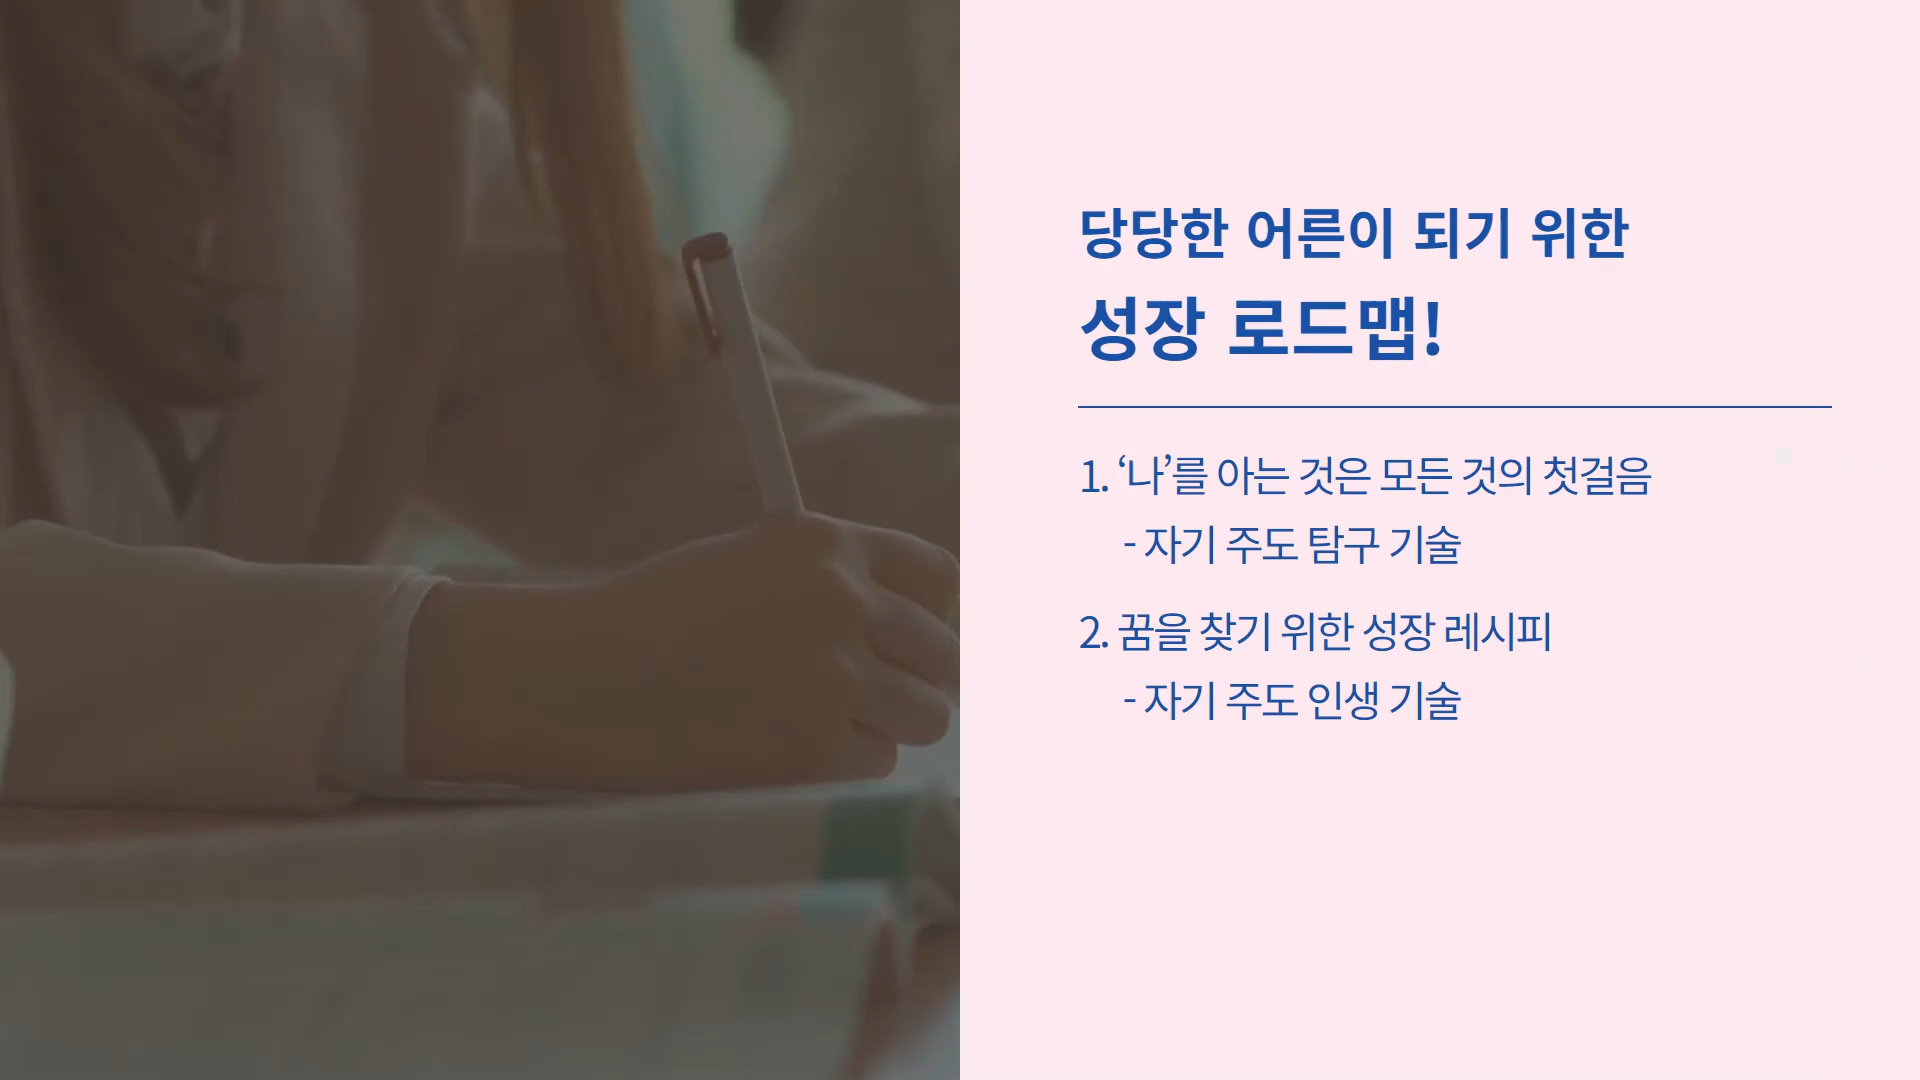 당당한 어른이 되기 위한
성장 로드맵!
1. ‘나’를 아는 것은 모든 것의 첫걸음
- 자기 주도 탐구 기술
2. 꿈을 찾기 위한 성장 레시피
- 자기 주도 인생 기술